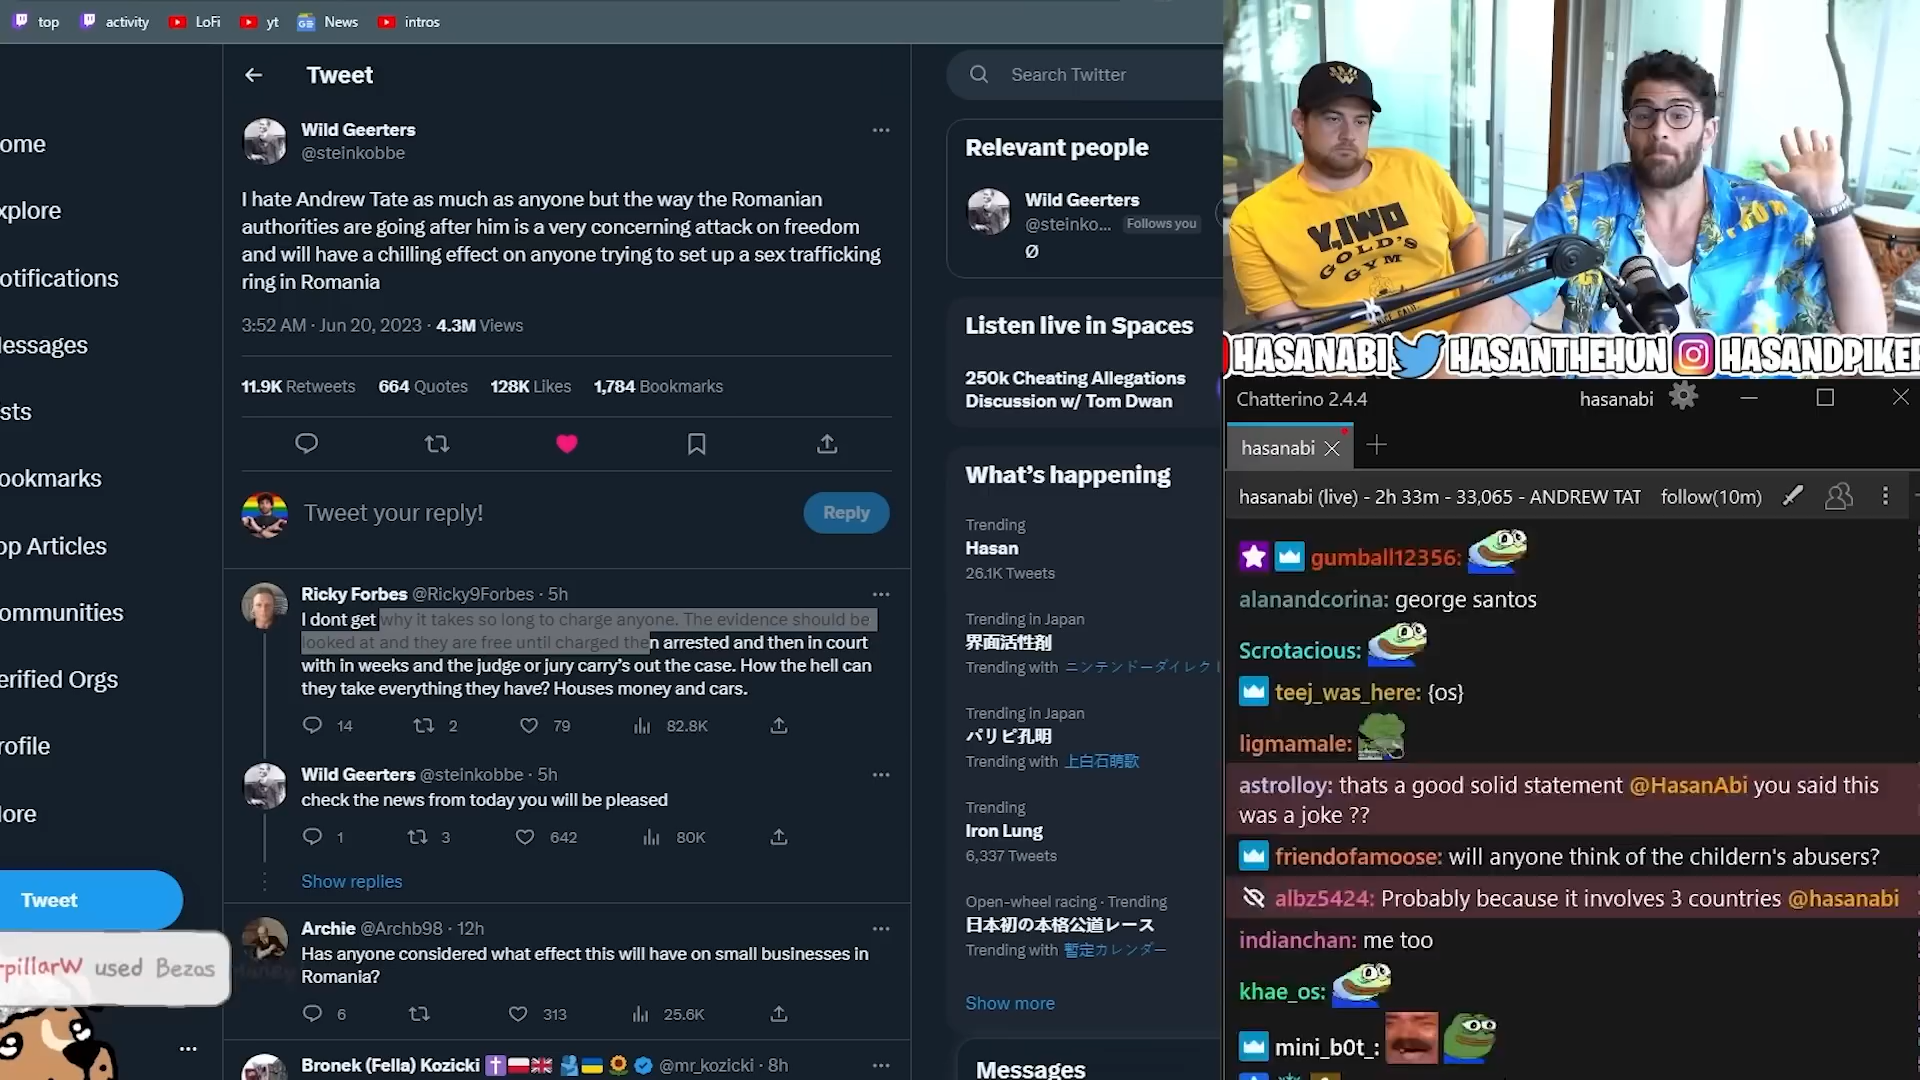 top
activity
LoFi
yt
News
intros
ome
xplore
otifications
essages
sts
ookmarks
op Articles
ommunities
erified Orgs
rofile
ore
Tweet
rpillarW used Bezos
Tweet
Wild Geerters
@steinkobbe
I hate Andrew Tate as much as anyone but the way the Romanian
authorities are going after him is a very concerning attack on freedom
and will have a chilling effect on anyone trying to set up a sex trafficking
ring in Romania
3:52 AM · Jun 20, 2023 · 4.3M Views
11.9K Retweets 664 Quotes 128K Likes 1,784 Bookmarks
Tweet your reply!
Reply
Ricky Forbes @Ricky9Forbes · 5h
I dont get why it takes so long to charge anyone. The evidence should be
looked at and they are free until charged then arrested and then in court
with in weeks and the judge or jury carry's out the case. How the hell can
they take everything they have? Houses money and cars.
14 2 79 82.8K
Wild Geerters @steinkobbe · 5h
check the news from today you will be pleased
1 3 642 80K
Show replies
Archie @Archb98 · 12h
Has anyone considered what effect this will have on small businesses in
Romania?
6 313 25.6K
Bronek (Fella) Kozicki @mr_kozicki · 8h
Search Twitter
Relevant people
Wild Geerters
@steinko... Follows you
Ø
Listen live in Spaces
250k Cheating Allegations
Discussion w/ Tom Dwan
What's happening
Trending
Hasan
26.1K Tweets
Trending in Japan
界面活性剤
Trending with ニンテンドーダイレクト
Trending in Japan
パリピ孔明
Trending with 上白石萌歌
Trending
Iron Lung
6,337 Tweets
Open-wheel racing · Trending
日本初の本格公道レース
Trending with 暫定カレンダー
Show more
Messages
Y,IWO
GOLD'S
GYM
HASANABI HASANTHEHUN HASANDPIKER
Chatterino 2.4.4
hasanabi
hasanabi
hasanabi (live) - 2h 33m - 33,065 - ANDREW TAT follow(10m)
gumball12356:
alanandcorina: george santos
Scrotacious:
teej_was_here: {os}
ligmamale:
astrolloy: thats a good solid statement @HasanAbi you said this
was a joke ??
friendofamoose: will anyone think of the childern's abusers?
albz5424: Probably because it involves 3 countries @hasanabi
indianchan: me too
khae_os:
mini_b0t_: